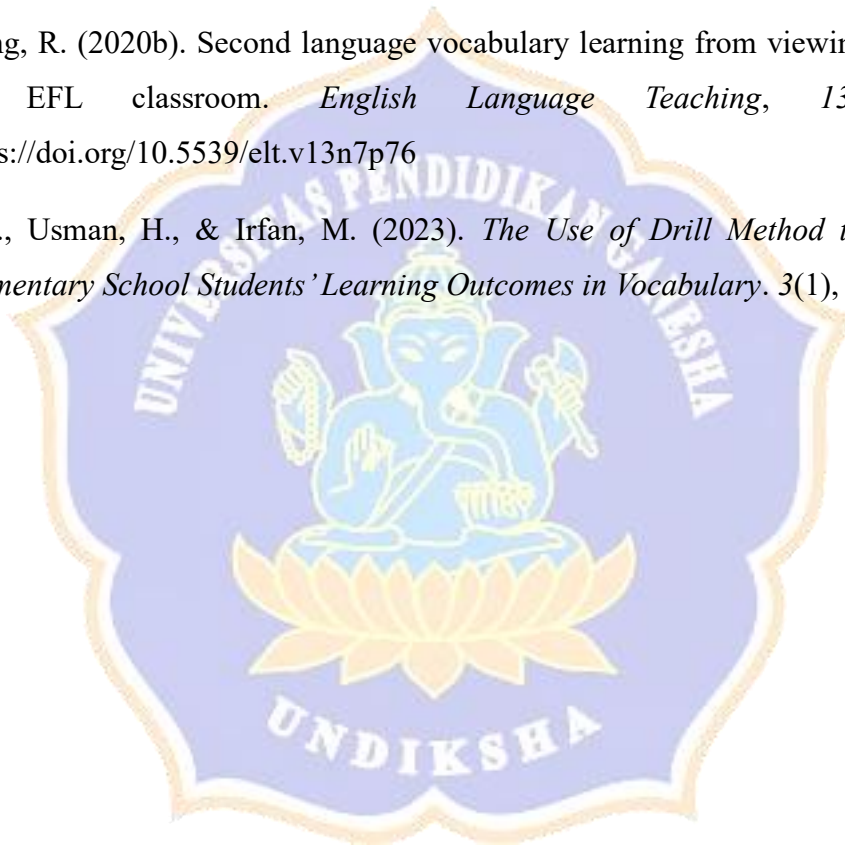 ng, R. (2020b). Second language vocabulary learning from viewin
EFL classroom. English Language Teaching, 13
s://doi.org/10.5539/elt.v13n7p76
., Usman, H., & Irfan, M. (2023). The Use of Drill Method t
mentary School Students’ Learning Outcomes in Vocabulary. 3(1),
UNIVERSITAS PENDIDIKAN GANESHA
UNDIKSHA